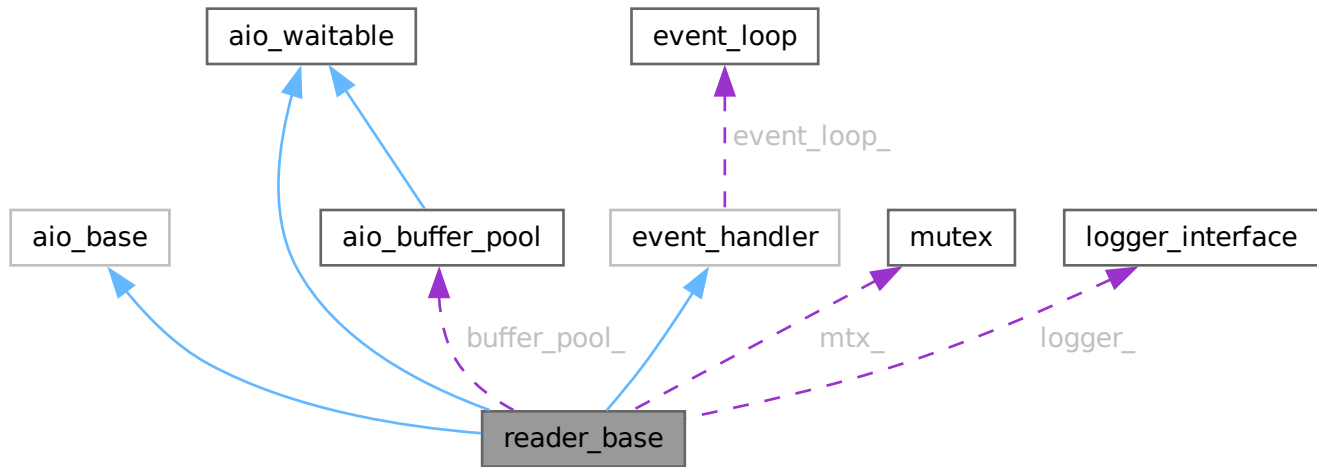 aio_waitable
event_loop
event_loop_
aio_base
aio_buffer_pool
event_handler
mutex
logger_interface
buffer_pool_
mtx_
logger_
reader_base